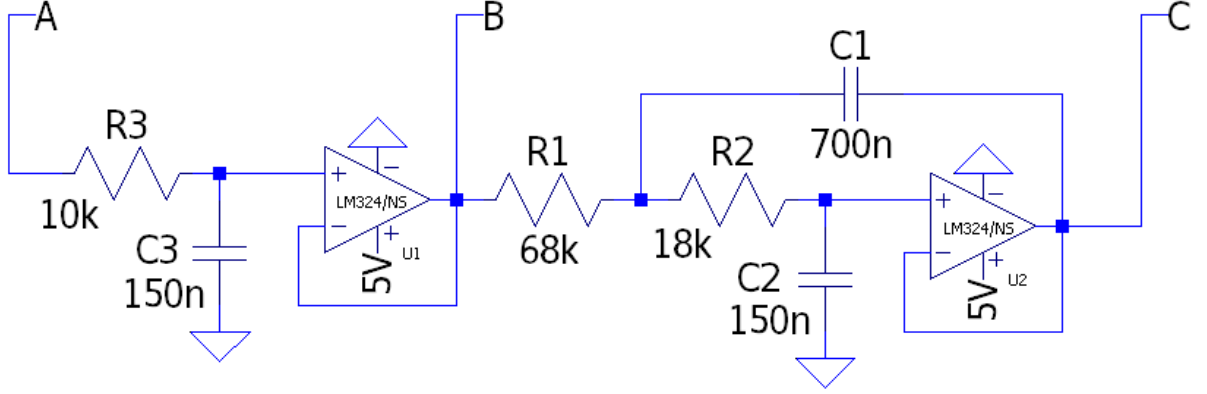 A
B
C
C1
700n
R3
10k
C3
150n
+
−
LM324/NS
−
+
U1
5V
R1
68k
R2
18k
C2
150n
+
−
LM324/NS
−
+
U2
5V